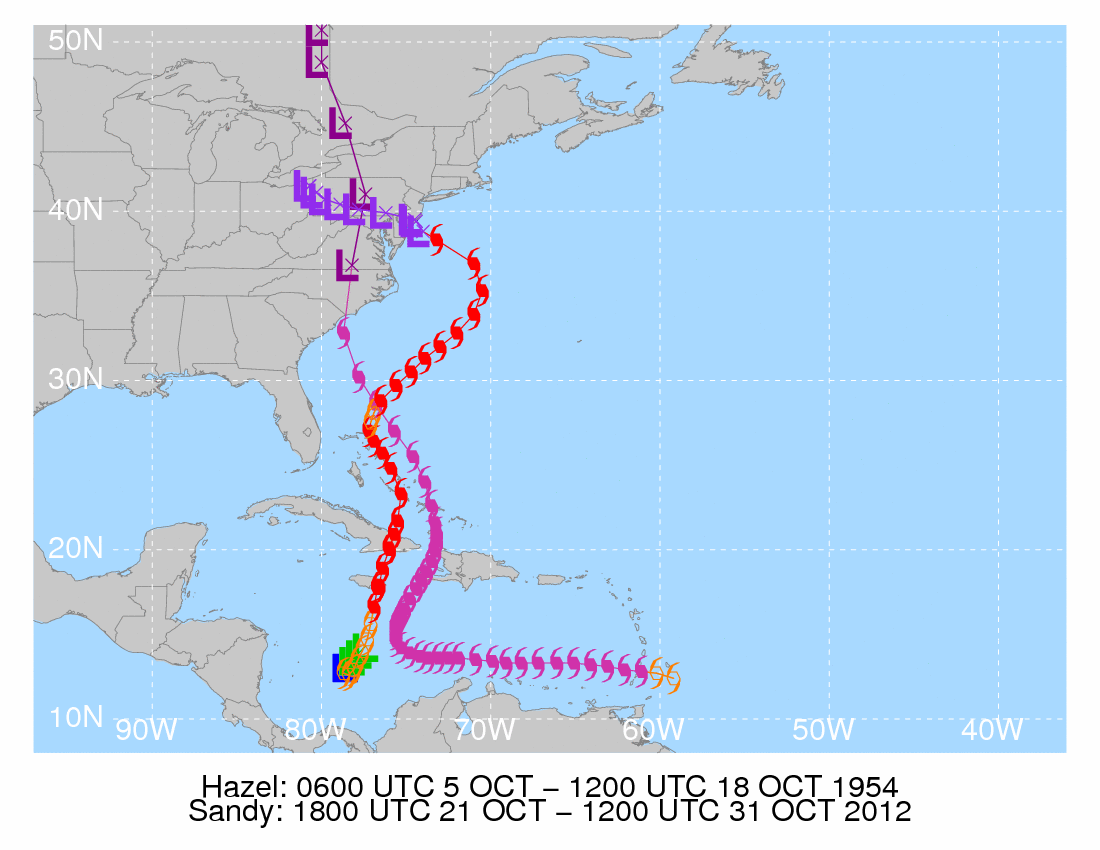 50N
40N
30N
20N
10N
90W 80W 70W 60W 50W 40W
Hazel: 0600 UTC 5 OCT – 1200 UTC 18 OCT 1954
Sandy: 1800 UTC 21 OCT – 1200 UTC 31 OCT 2012